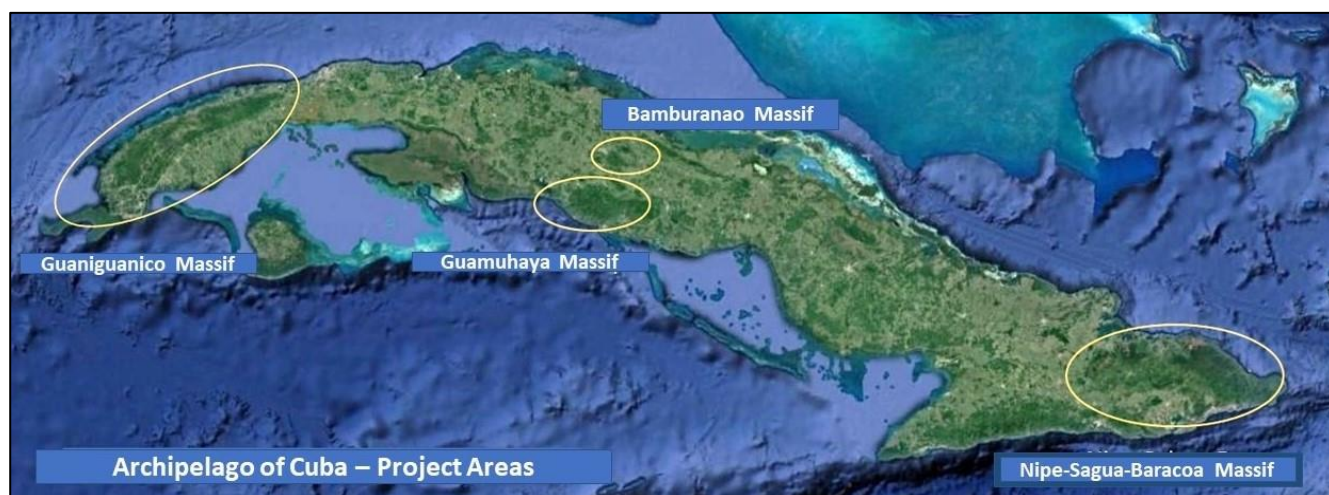 Bamburanao Massif
Guaniguanico Massif
Guamuhaya Massif
Archipelago of Cuba – Project Areas
Nipe-Sagua-Baracoa Massif